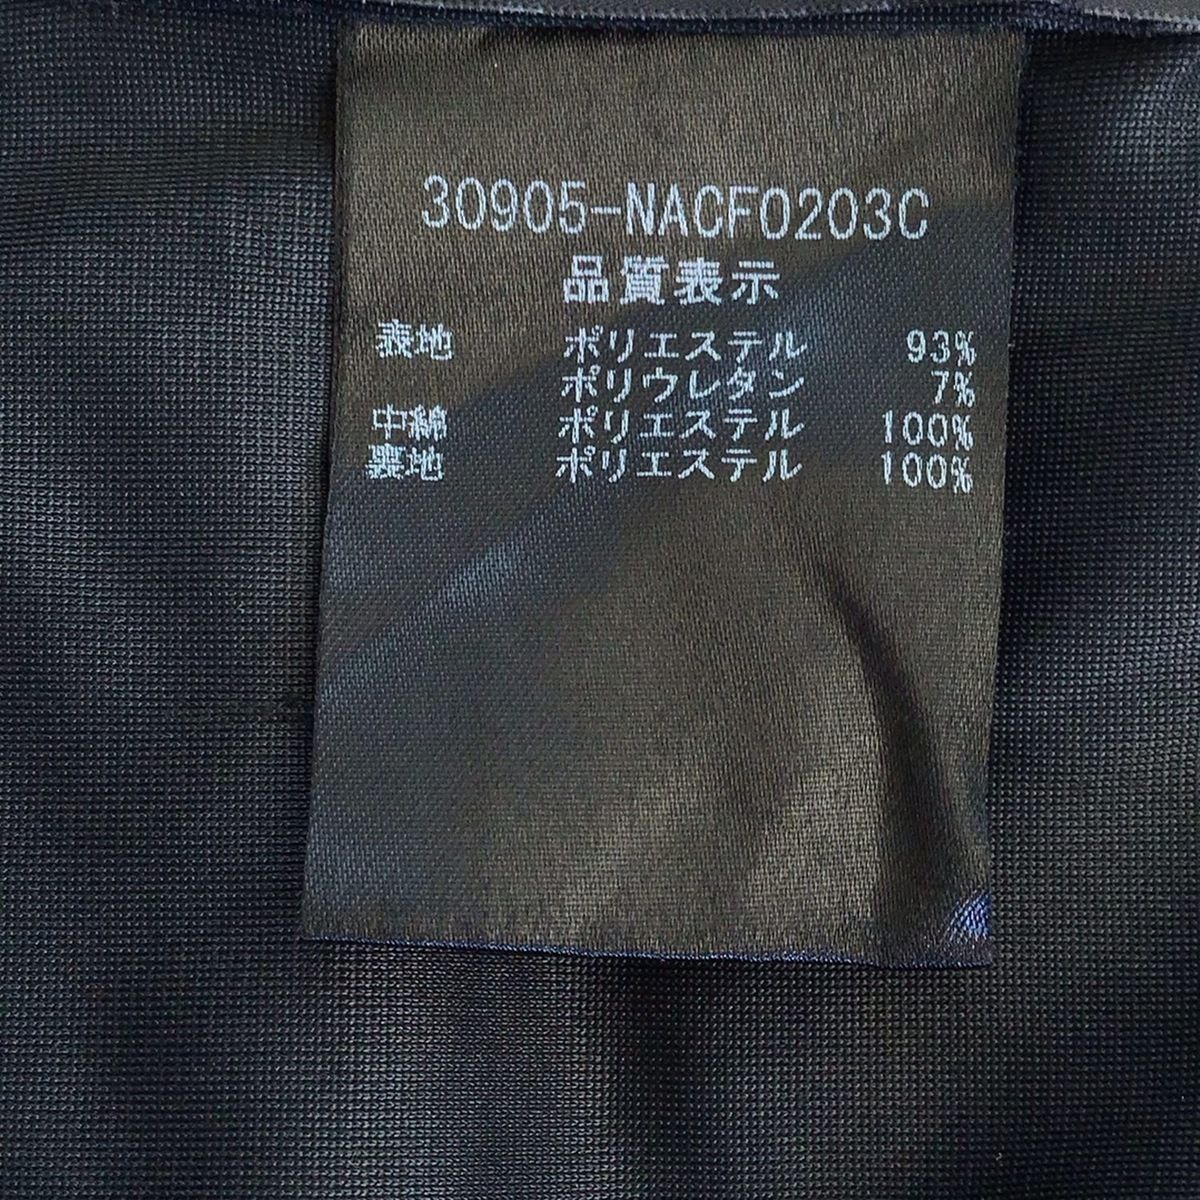 30905-NACF0203C
品質表示
表地 ポリエステル 93%
ポリウレタン 7%
中綿 ポリエステル 100%
裏地 ポリエステル 100%